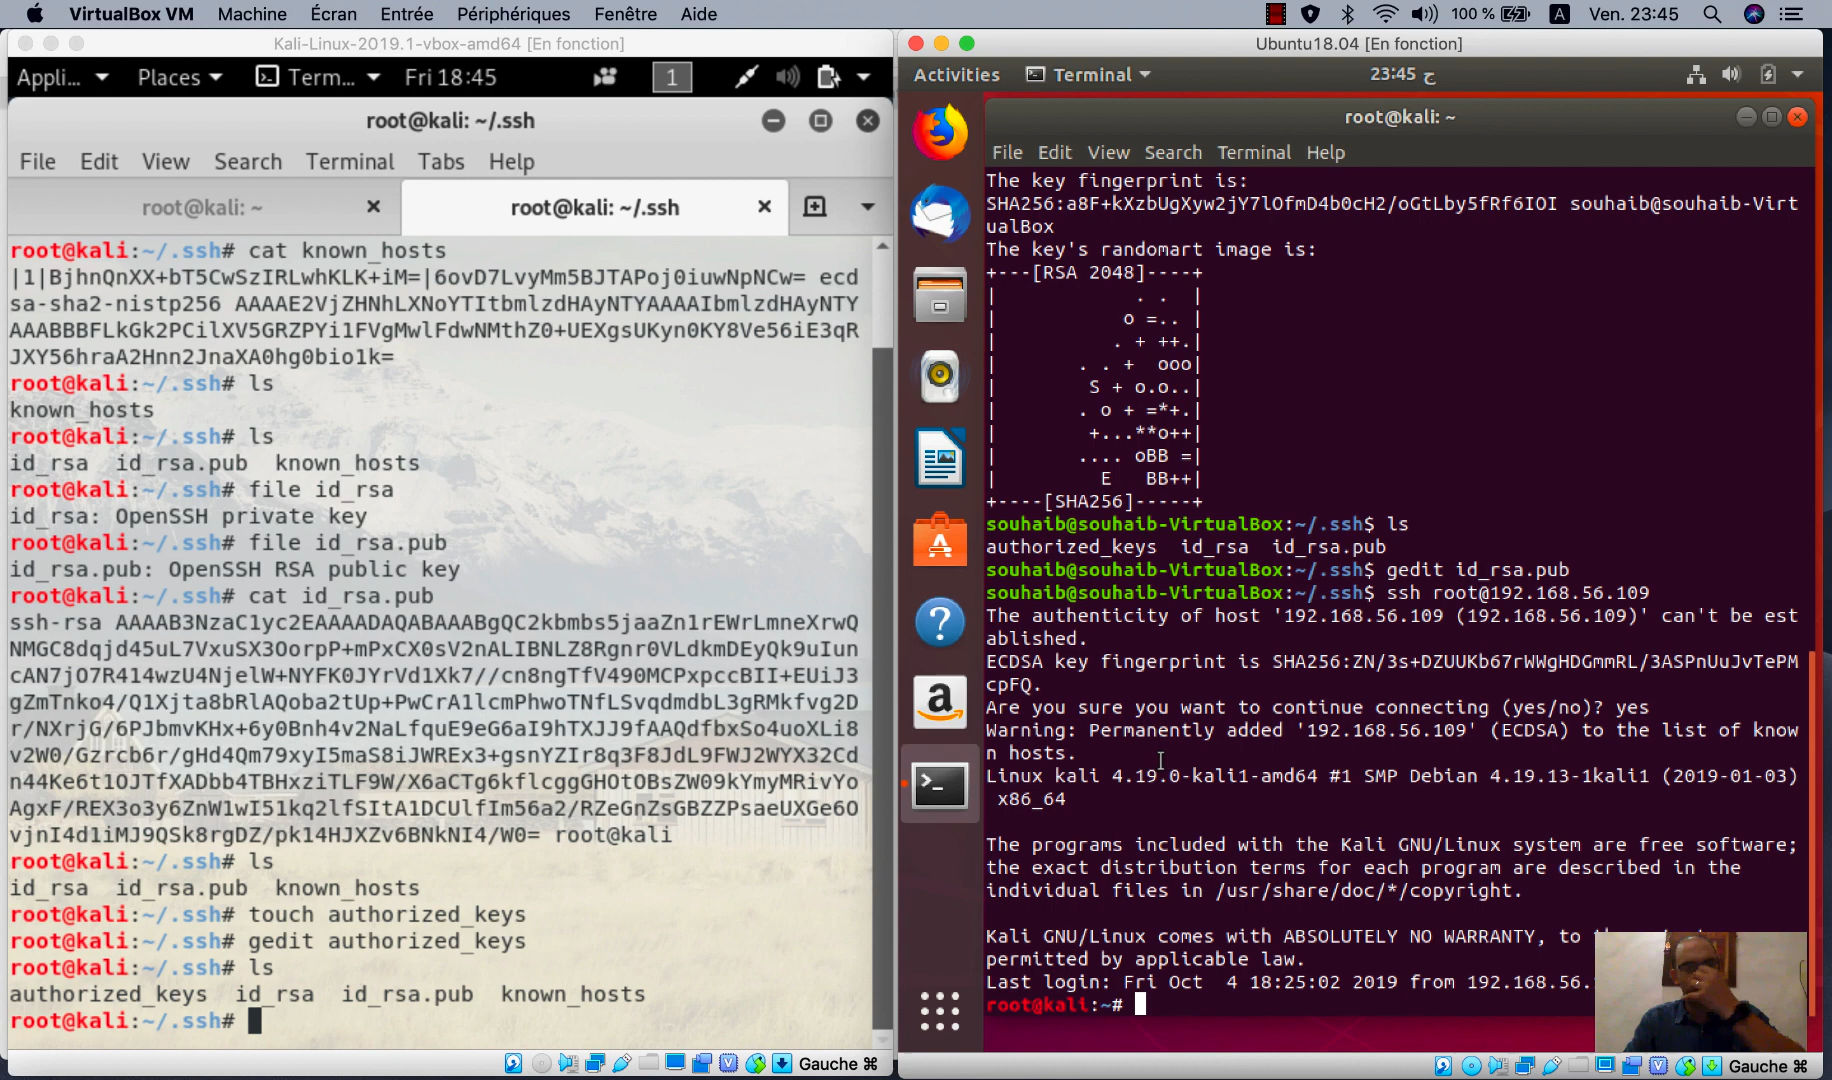 VirtualBox VM Machine Écran Entrée Périphériques Fenêtre Aide 100 % A Ven. 23:45
Kali-Linux-2019.1-vbox-amd64 [En fonction]
Appli... Places Term... Fri 18:45 1
root@kali: ~/.ssh
File Edit View Search Terminal Tabs Help
root@kali: ~
root@kali: ~/.ssh
root@kali:~/.ssh# cat known_hosts
|1|BjhnQnXX+bT5CwSzIRLwhKLK+iM=|6ovD7LvyMm5BJTAPoj0iuwNpNCw= ecd
sa-sha2-nistp256 AAAAE2VjZHNhLXNoYTItbmlzdHAyNTYAAAAIbmlzdHAyNTY
AAABBBFLkGk2PCilXV5GRZPYi1FVgMwlFdwNMthZ0+UEXgsUKyn0KY8Ve56iE3qR
JXY56hraA2Hnn2JnaXA0hg0bio1k=
root@kali:~/.ssh# ls
known_hosts
root@kali:~/.ssh# ls
id_rsa id_rsa.pub known_hosts
root@kali:~/.ssh# file id_rsa
id_rsa: OpenSSH private key
root@kali:~/.ssh# file id_rsa.pub
id_rsa.pub: OpenSSH RSA public key
root@kali:~/.ssh# cat id_rsa.pub
ssh-rsa AAAAB3NzaC1yc2EAAAADAQABAAABgQC2kbmbs5jaaZn1rEWrLmneXrwQ
NMGC8dqjd45uL7VxuSX3OorpP+mPxCX0sV2nALIBNLZ8Rgnr0VLdkmDEyQk9uIun
cAN7jO7R414wzU4NjelW+NYFK0JYrVd1Xk7//cn8ngTfV490MCPxpccBII+EUiJ3
gZmTnko4/Q1Xjta8bRlAQoba2tUp+PwCrA1lcmPhwoTNfLSvqdmdbL3gRMkfvg2D
r/NXrjG/6PJbmvKHx+6y0Bnh4v2NaLfquE9eG6aI9hTXJJ9fAAQdfbxSo4uoXLi8
v2W0/Gzrcb6r/gHd4Qm79xyI5maS8iJWREx3+gsnYZIr8q3F8JdL9FWJ2WYX32Cd
n44Ke6t1OJTfXADbb4TBHxziTLF9W/X6aCTg6kflcggGHOtOBsZW09kYmyMRivYo
AgxF/REX3o3y6ZnW1wI51kq2lfSItA1DCUlfIm56a2/RZeGnZsGBZZPsaeUXGe6O
vjnI4d1iMJ9QSk8rgDZ/pk14HJXZv6BNkNI4/W0= root@kali
root@kali:~/.ssh# ls
id_rsa id_rsa.pub known_hosts
root@kali:~/.ssh# touch authorized_keys
root@kali:~/.ssh# gedit authorized_keys
root@kali:~/.ssh# ls
authorized_keys id_rsa id_rsa.pub known_hosts
root@kali:~/.ssh#
Gauche ⌘
Ubuntu18.04 [En fonction]
Activities Terminal 23:45 ج
root@kali: ~
File Edit View Search Terminal Help
The key fingerprint is:
SHA256:a8F+kXzbUgXyw2jY7lOfmD4b0cH2/oGtLby5fRf6IOI souhaib@souhaib-Virt
ualBox
The key's randomart image is:
+---[RSA 2048]----+
|             . . |
|            o =..|
|           . + ++.|
|        . . +  ooo|
|         S + o.o..|
|        . o + =*+.|
|         +...**o++|
|        .... oBB =|
|          E   BB++|
+----[SHA256]-----+
souhaib@souhaib-VirtualBox:~/.ssh$ ls
authorized_keys id_rsa id_rsa.pub
souhaib@souhaib-VirtualBox:~/.ssh$ gedit id_rsa.pub
souhaib@souhaib-VirtualBox:~/.ssh$ ssh root@192.168.56.109
The authenticity of host '192.168.56.109 (192.168.56.109)' can't be est
ablished.
ECDSA key fingerprint is SHA256:ZN/3s+DZUUKb67rWWgHDGmmRL/3ASPnUuJvTePM
cpFQ.
Are you sure you want to continue connecting (yes/no)? yes
Warning: Permanently added '192.168.56.109' (ECDSA) to the list of know
n hosts.
Linux kali 4.19.0-kali1-amd64 #1 SMP Debian 4.19.13-1kali1 (2019-01-03)
x86_64
The programs included with the Kali GNU/Linux system are free software;
the exact distribution terms for each program are described in the
individual files in /usr/share/doc/*/copyright.
Kali GNU/Linux comes with ABSOLUTELY NO WARRANTY, to
permitted by applicable law.
Last login: Fri Oct 4 18:25:02 2019 from 192.168.56.
root@kali:~#
Gauche ⌘